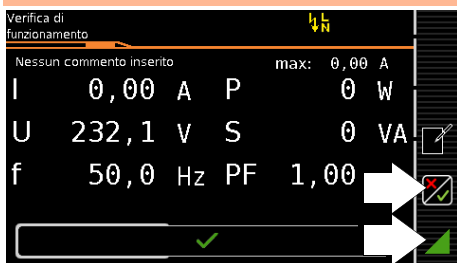 Verifica di
funzionamento
L
N
Nessun commento inserito max: 0,00 A
I 0,00 A P 0 W
U 232,1 V S 0 VA
f 50,0 Hz PF 1,00